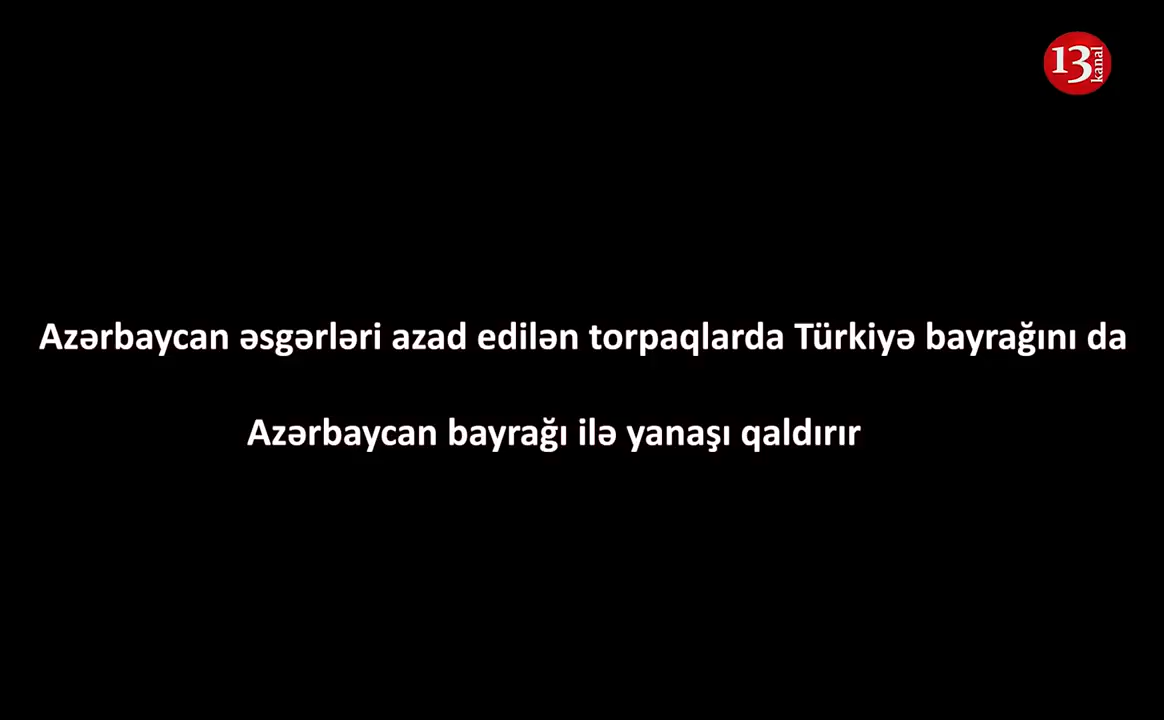 13 kanal
Azərbaycan əsgərləri azad edilən torpaqlarda Türkiyə bayrağını da
Azərbaycan bayrağı ilə yanaşı qaldırır